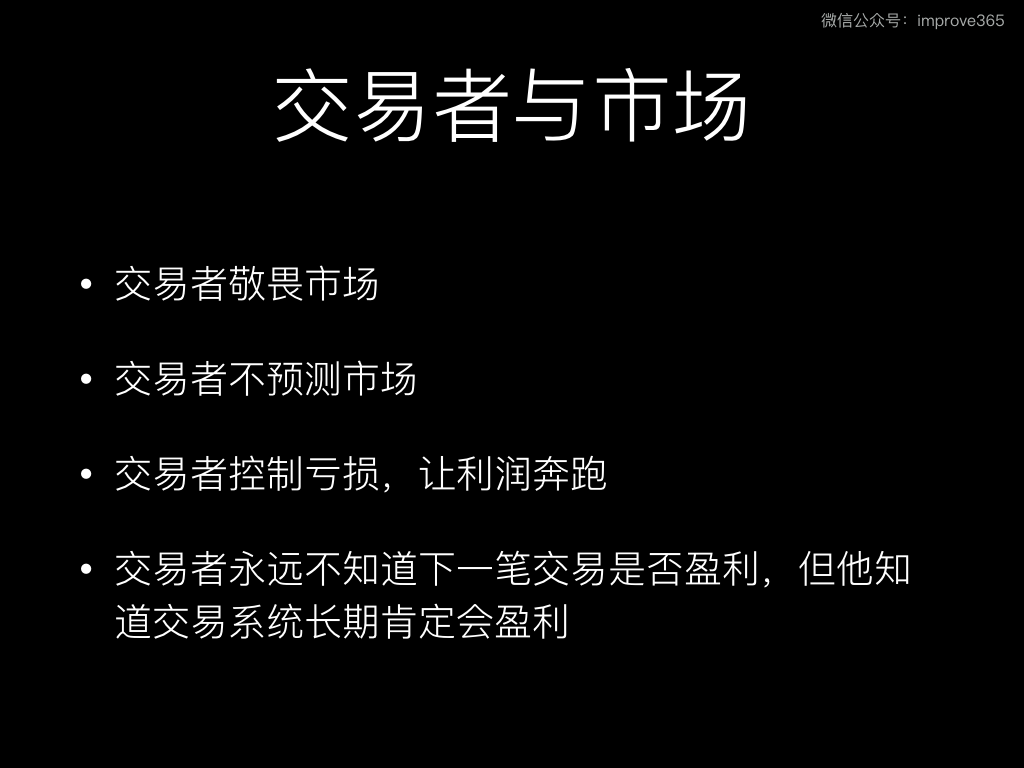 微信公众号：improve365
交易者与市场
• 交易者敬畏市场
• 交易者不预测市场
• 交易者控制亏损，让利润奔跑
• 交易者永远不知道下一笔交易是否盈利，但他知
道交易系统长期肯定会盈利